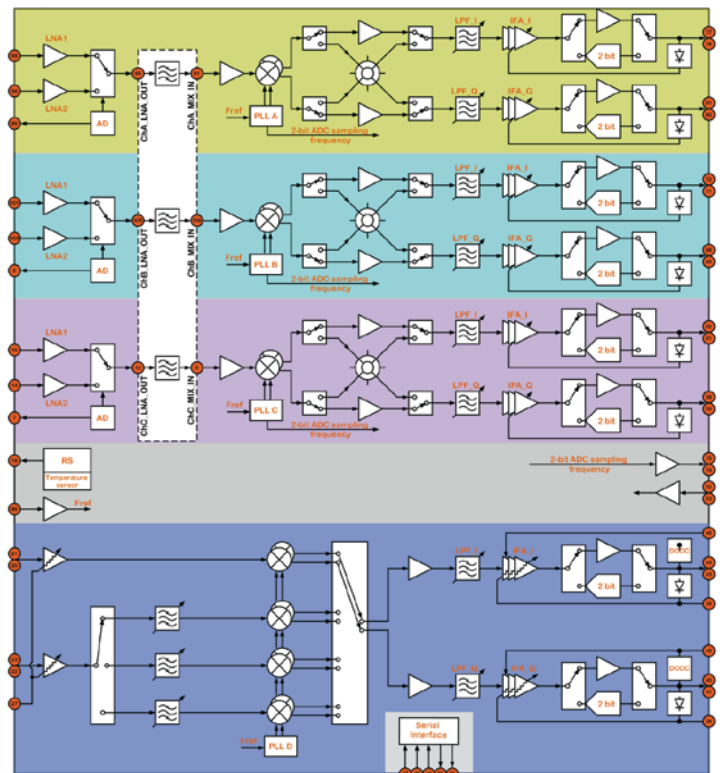 LNA1
LNA2
AD
ChA_LNA_OUT
ChA_MIX_IN
Fref
PLL A
2-bit ADC sampling
frequency
LPF_I
IFA_I
2 bit
LPF_Q
IFA_Q
2 bit
LNA1
LNA2
AD
ChB_LNA_OUT
ChB_MIX_IN
Fref
PLL B
2-bit ADC sampling
frequency
LPF_I
IFA_I
2 bit
LPF_Q
IFA_Q
2 bit
LNA1
LNA2
AD
ChC_LNA_OUT
ChC_MIX_IN
Fref
PLL C
2-bit ADC sampling
frequency
LPF_I
IFA_I
2 bit
LPF_Q
IFA_Q
2 bit
RS
Temperature
sensor
Fref
2-bit ADC sampling
frequency
LPF_I
IFA_I
2 bit
DCOC
LPF_Q
IFA_Q
2 bit
DCOC
Fref
PLL D
Serial
Interface